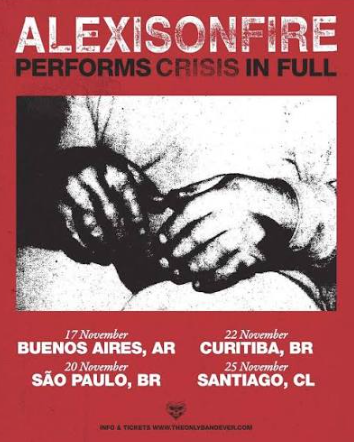 ALEXISONFIRE
PERFORMS CRISIS IN FULL
17 November
BUENOS AIRES, AR
22 November
CURITIBA, BR
20 November
SÃO PAULO, BR
25 November
SANTIAGO, CL
INFO & TICKETS WWW.THEONLYBANDEVER.COM